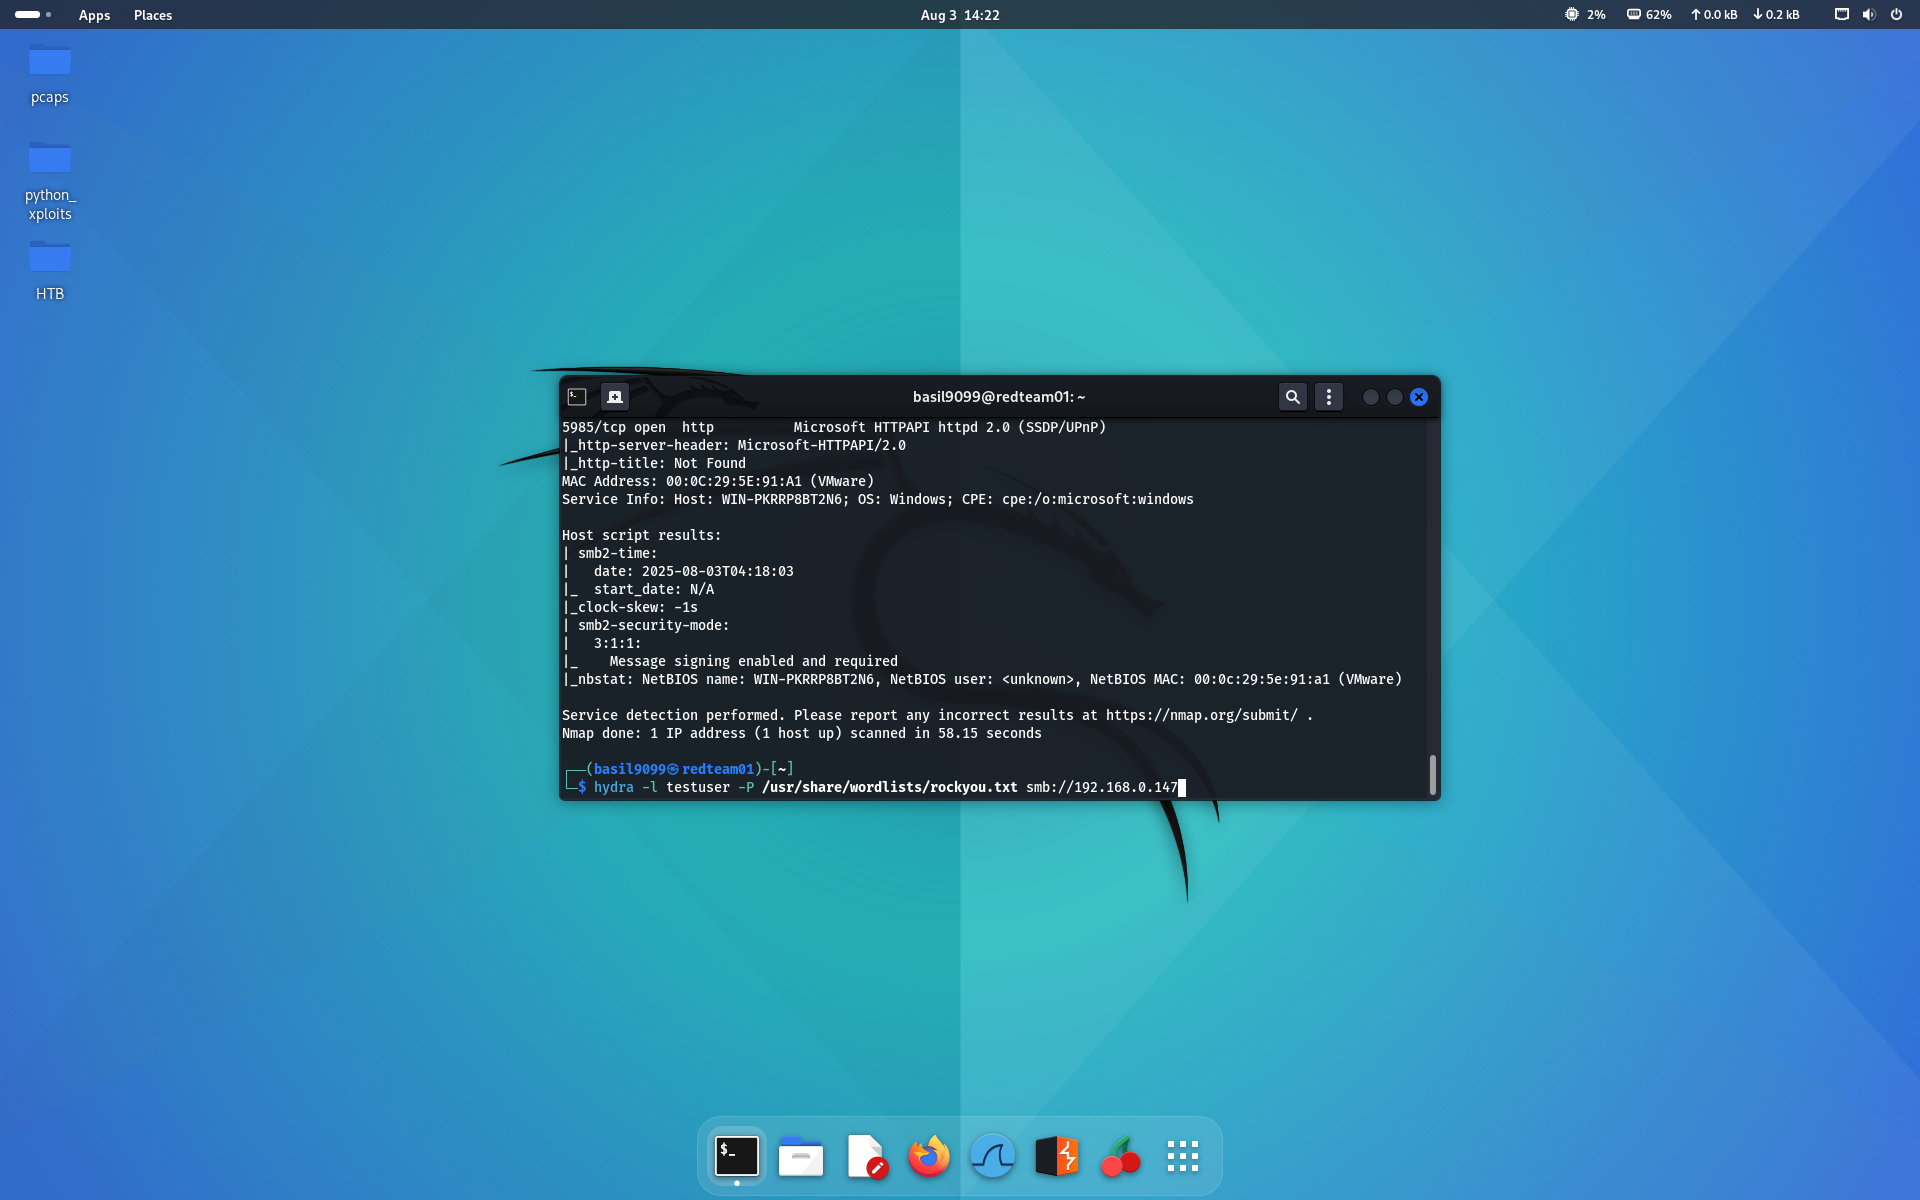 Apps Places Aug 3 14:22 2% 62% 0.0 kB 0.2 kB
pcaps
python_
xploits
HTB
basil9099@redteam01: ~
5985/tcp open  http          Microsoft HTTPAPI httpd 2.0 (SSDP/UPnP)
|_http-server-header: Microsoft-HTTPAPI/2.0
|_http-title: Not Found
MAC Address: 00:0C:29:5E:91:A1 (VMware)
Service Info: Host: WIN-PKRRP8BT2N6; OS: Windows; CPE: cpe:/o:microsoft:windows
Host script results:
| smb2-time:
|   date: 2025-08-03T04:18:03
|_  start_date: N/A
|_clock-skew: -1s
| smb2-security-mode:
|   3:1:1:
|_    Message signing enabled and required
|_nbstat: NetBIOS name: WIN-PKRRP8BT2N6, NetBIOS user: <unknown>, NetBIOS MAC: 00:0c:29:5e:91:a1 (VMware)
Service detection performed. Please report any incorrect results at https://nmap.org/submit/ .
Nmap done: 1 IP address (1 host up) scanned in 58.15 seconds
┌──(basil9099㉿redteam01)-[~]
└─$ hydra -l testuser -P /usr/share/wordlists/rockyou.txt smb://192.168.0.147
$_